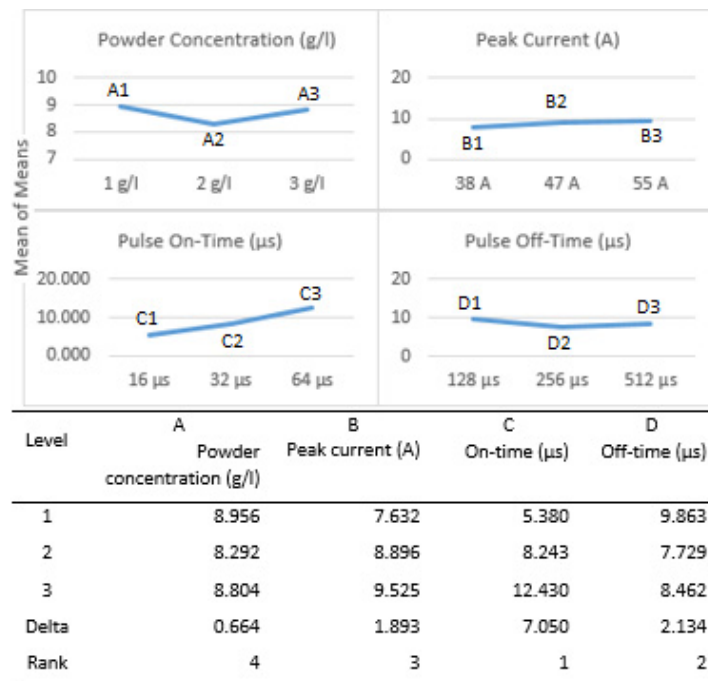 Powder Concentration (g/l)
10
9
8
7
A1
A2
A3
1 g/l 2 g/l 3 g/l
Peak Current (A)
20
10
0
B1
B2
B3
38 A 47 A 55 A
Mean of Means
Pulse On-Time (µs)
20.000
10.000
0.000
C1
C2
C3
16 µs 32 µs 64 µs
Pulse Off-Time (µs)
20
10
0
D1
D2
D3
128 µs 256 µs 512 µs
Level A Powder concentration (g/l) B Peak current (A) C On-time (µs) D Off-time (µs)
1 8.956 7.632 5.380 9.863
2 8.292 8.896 8.243 7.729
3 8.804 9.525 12.430 8.462
Delta 0.664 1.893 7.050 2.134
Rank 4 3 1 2